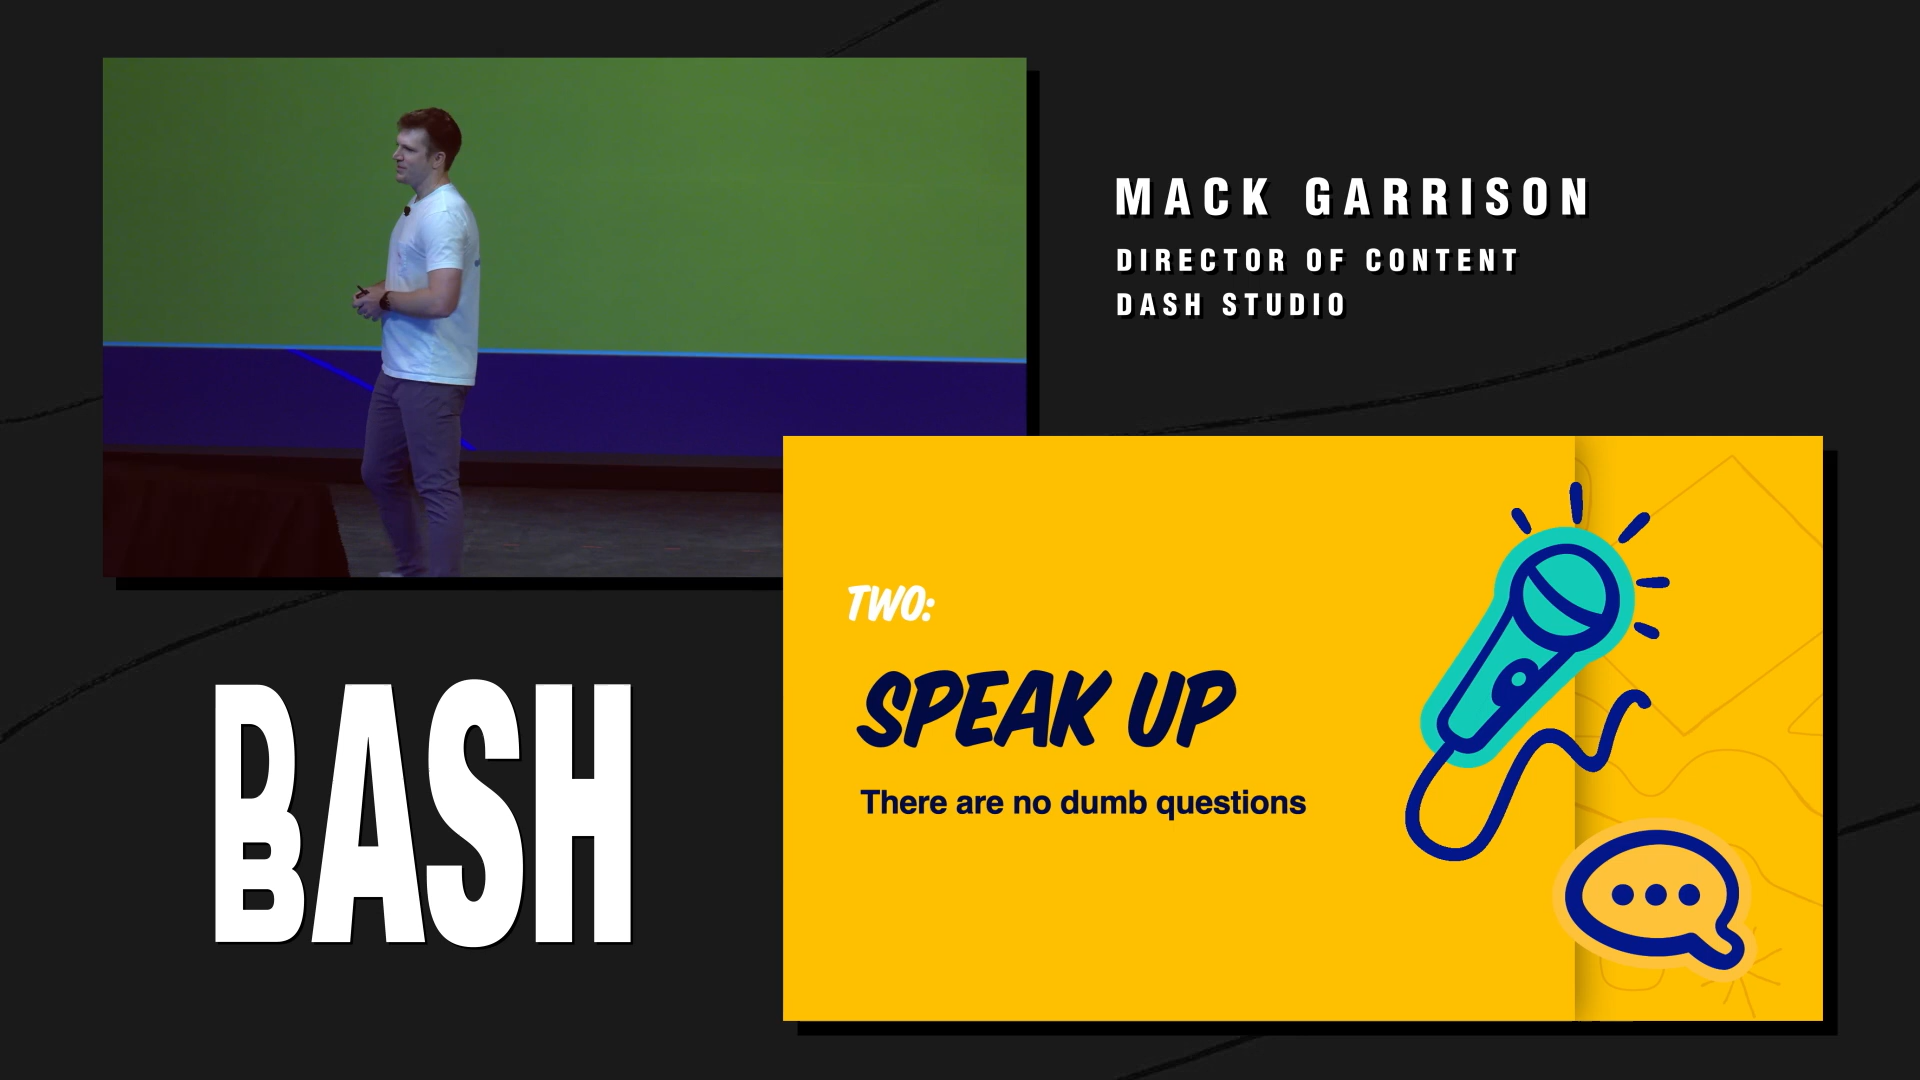 MACK GARRISON
DIRECTOR OF CONTENT
DASH STUDIO
TWO:
SPEAK UP
There are no dumb questions
BASH